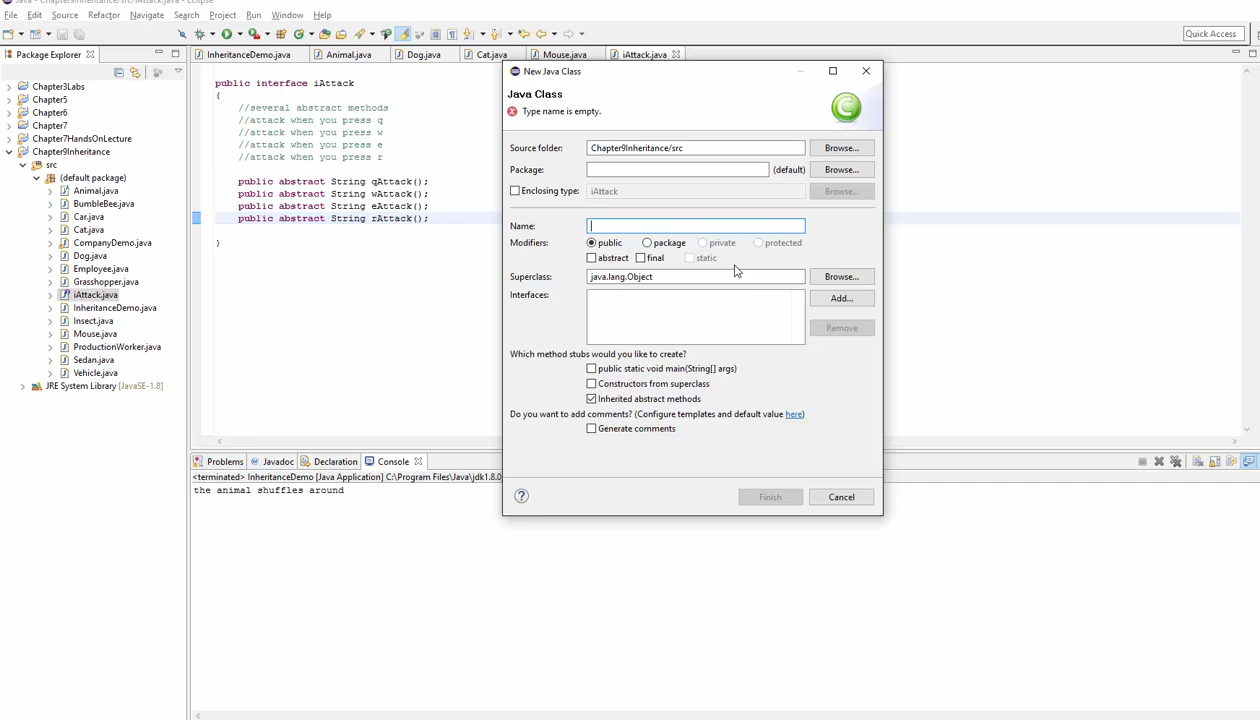 Java - Chapter9Inheritance/src/iAttack.java - Eclipse
File Edit Source Refactor Navigate Search Project Run Window Help
Quick Access
Package Explorer
InheritanceDemo.java Animal.java Dog.java Cat.java Mouse.java iAttack.java
Chapter3Labs
Chapter5
Chapter6
Chapter7
Chapter7HandsOnLecture
Chapter9Inheritance
src
(default package)
Animal.java
BumbleBee.java
Car.java
Cat.java
CompanyDemo.java
Dog.java
Employee.java
Grasshopper.java
iAttack.java
InheritanceDemo.java
Insect.java
Mouse.java
ProductionWorker.java
Sedan.java
Vehicle.java
JRE System Library [JavaSE-1.8]
public interface iAttack
{
//several abstract methods
//attack when you press q
//attack when you press w
//attack when you press e
//attack when you press r
public abstract String qAttack();
public abstract String wAttack();
public abstract String eAttack();
public abstract String rAttack();
}
New Java Class
Java Class
Type name is empty.
Source folder: Chapter9Inheritance/src Browse...
Package: (default) Browse...
Enclosing type: iAttack Browse...
Name:
Modifiers: public package private protected
abstract final static
Superclass: java.lang.Object Browse...
Interfaces: Add...
Remove
Which method stubs would you like to create?
public static void main(String[] args)
Constructors from superclass
Inherited abstract methods
Do you want to add comments? (Configure templates and default value here)
Generate comments
? Finish Cancel
Problems Javadoc Declaration Console
<terminated> InheritanceDemo [Java Application] C:\Program Files\Java\jdk1.8.0
the animal shuffles around